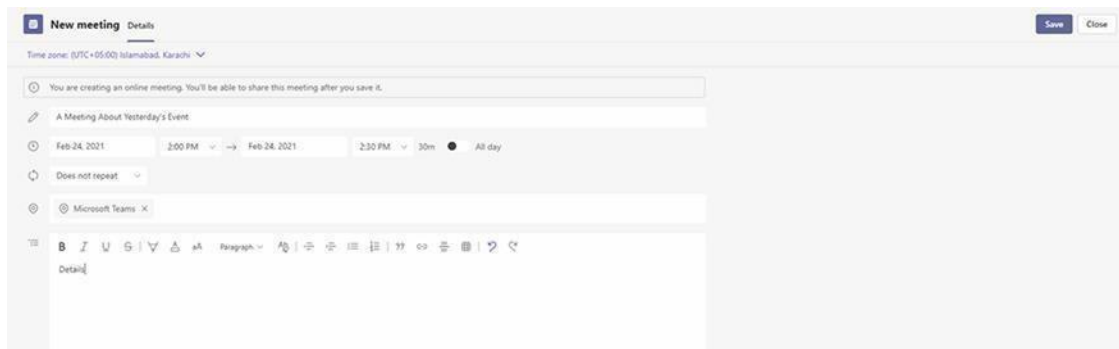 New meeting Details Save Close
Time zone: (UTC+05:00) Islamabad, Karachi
You are creating an online meeting. You'll be able to share this meeting after you save it.
A Meeting About Yesterday's Event
Feb 24, 2021 2:00 PM → Feb 24, 2021 2:30 PM 30m All day
Does not repeat
Microsoft Teams ×
B I U S A aA Paragraph
Details